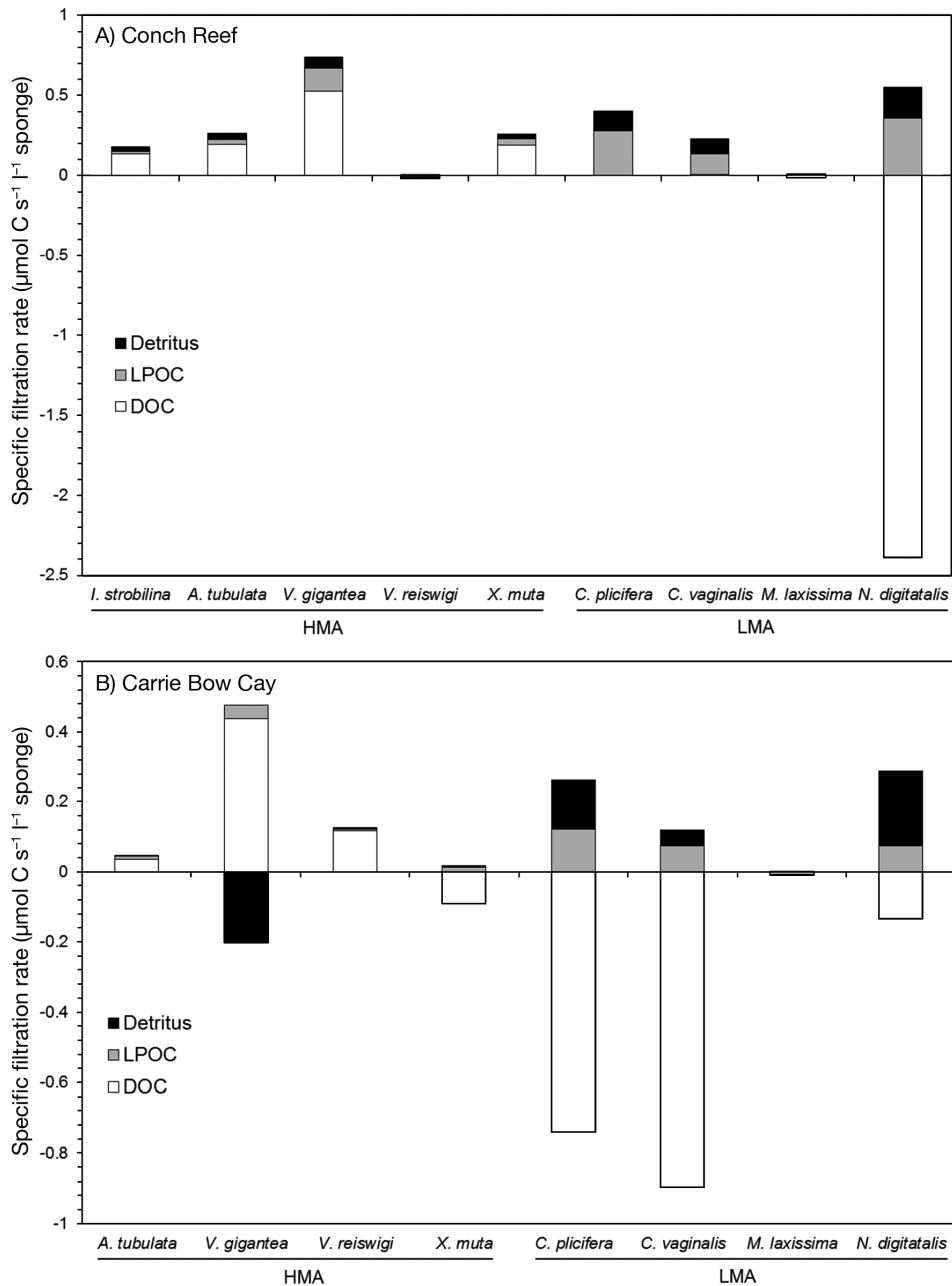 A) Conch Reef
Specific filtration rate (µmol C s⁻¹ l⁻¹ sponge)
1
0.5
0
-0.5
-1
-1.5
-2
-2.5
Detritus
LPOC
DOC
I. strobilina A. tubulata V. gigantea V. reiswigi X. muta C. plicifera C. vaginalis M. laxissima N. digitatalis
HMA LMA
B) Carrie Bow Cay
Specific filtration rate (µmol C s⁻¹ l⁻¹ sponge)
0.6
0.4
0.2
0
-0.2
-0.4
-0.6
-0.8
-1
Detritus
LPOC
DOC
A. tubulata V. gigantea V. reiswigi X. muta C. plicifera C. vaginalis M. laxissima N. digitatalis
HMA LMA